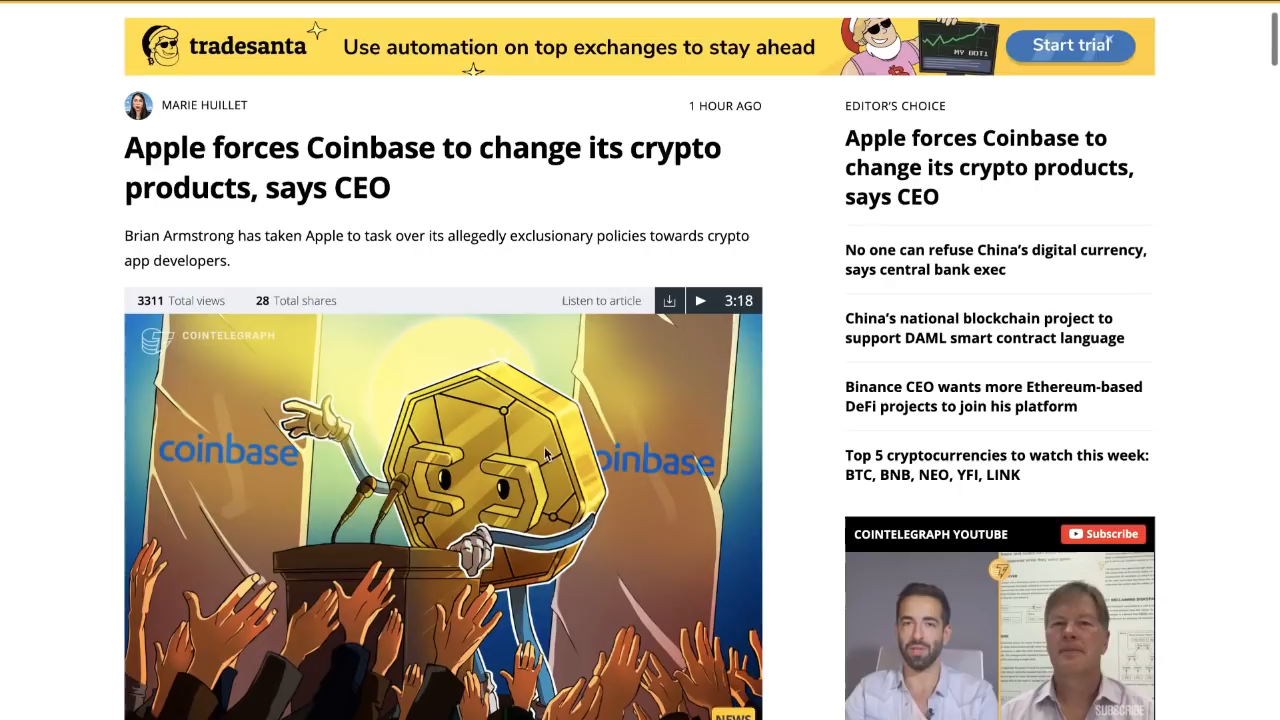 tradesanta
Use automation on top exchanges to stay ahead
MY BOT1
Start trial
MARIE HUILLET
1 HOUR AGO
Apple forces Coinbase to change its crypto
products, says CEO
Brian Armstrong has taken Apple to task over its allegedly exclusionary policies towards crypto
app developers.
3311 Total views
28 Total shares
Listen to article
3:18
COINTELEGRAPH
coinbase
oinbase
NEWS
EDITOR'S CHOICE
Apple forces Coinbase to
change its crypto products,
says CEO
No one can refuse China's digital currency,
says central bank exec
China's national blockchain project to
support DAML smart contract language
Binance CEO wants more Ethereum-based
DeFi projects to join his platform
Top 5 cryptocurrencies to watch this week:
BTC, BNB, NEO, YFI, LINK
COINTELEGRAPH YOUTUBE
Subscribe
SUBSCRIBE